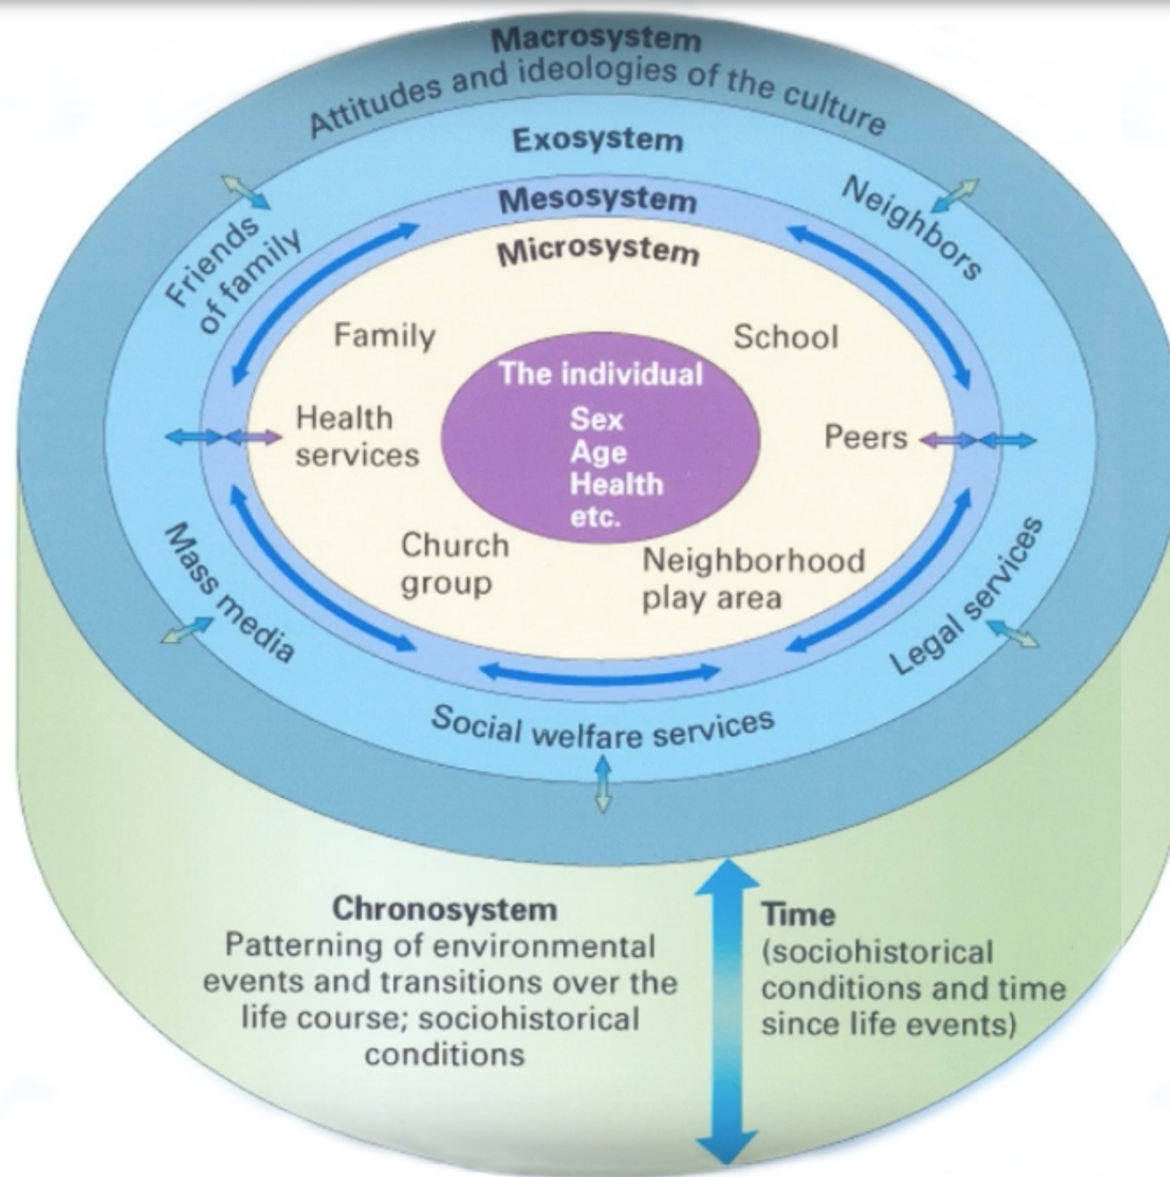 Macrosystem
Attitudes and ideologies of the culture
Exosystem
Mesosystem
Microsystem
Friends
of family
Neighbors
Family
School
The individual
Sex
Age
Health
etc.
Health
services
Peers
Church
group
Neighborhood
play area
Mass media
Legal services
Social welfare services
Chronosystem
Patterning of environmental
events and transitions over the
life course; sociohistorical
conditions
Time
(sociohistorical
conditions and time
since life events)